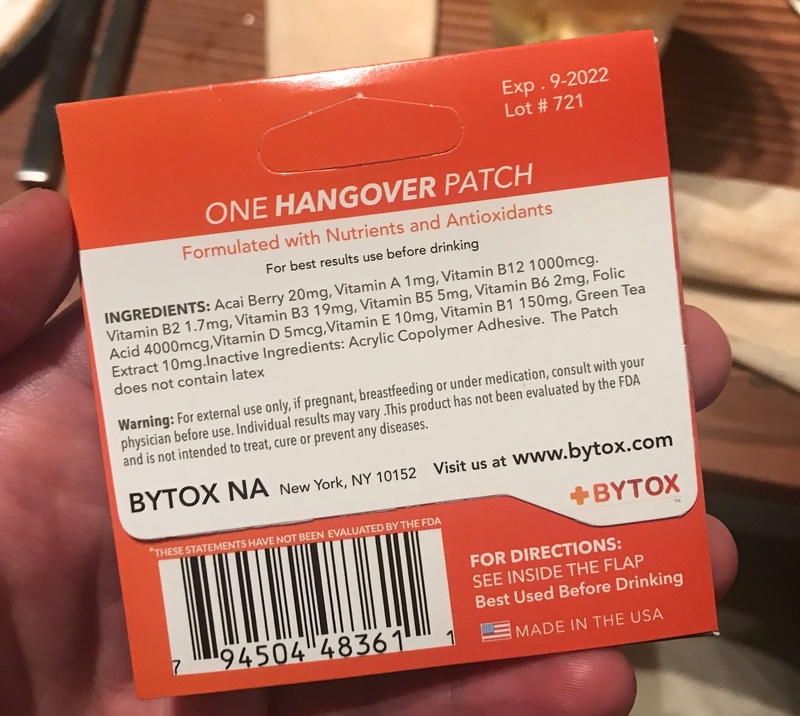 Exp . 9-2022
Lot # 721
ONE HANGOVER PATCH
Formulated with Nutrients and Antioxidants
For best results use before drinking
INGREDIENTS: Acai Berry 20mg, Vitamin A 1mg, Vitamin B12 1000mcg.
Vitamin B2 1.7mg, Vitamin B3 19mg, Vitamin B5 5mg, Vitamin B6 2mg, Folic
Acid 4000mcg,Vitamin D 5mcg,Vitamin E 10mg, Vitamin B1 150mg, Green Tea
Extract 10mg.Inactive Ingredients: Acrylic Copolymer Adhesive. The Patch
does not contain latex
Warning: For external use only, if pregnant, breastfeeding or under medication, consult with your
physician before use. Individual results may vary .This product has not been evaluated by the FDA
and is not intended to treat, cure or prevent any diseases.
BYTOX NA New York, NY 10152 Visit us at www.bytox.com
BYTOX™
*THESE STATEMENTS HAVE NOT BEEN EVALUATED BY THE FDA
7 94504 48361 1
FOR DIRECTIONS:
SEE INSIDE THE FLAP
Best Used Before Drinking
MADE IN THE USA